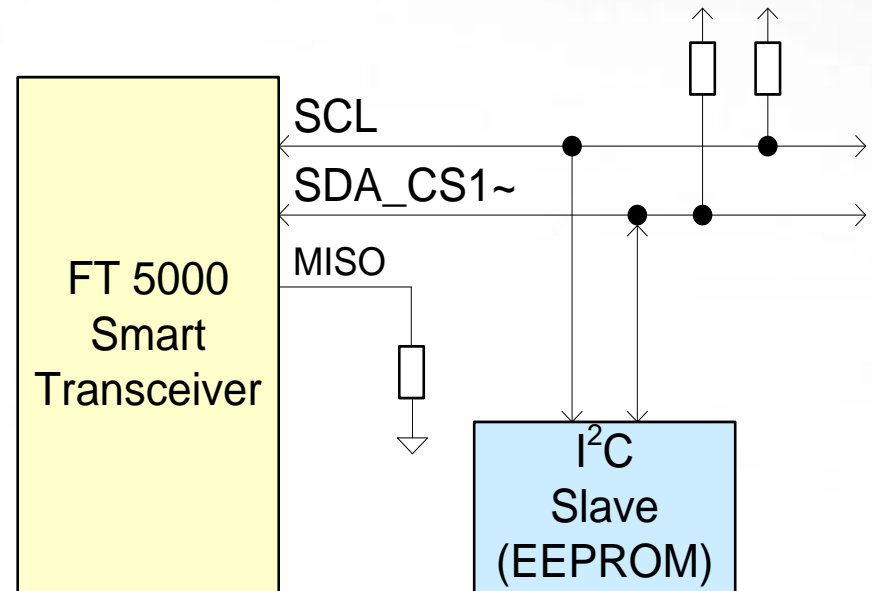 SCL
SDA_CS1~
MISO
FT 5000
Smart
Transceiver
I²C
Slave
(EEPROM)